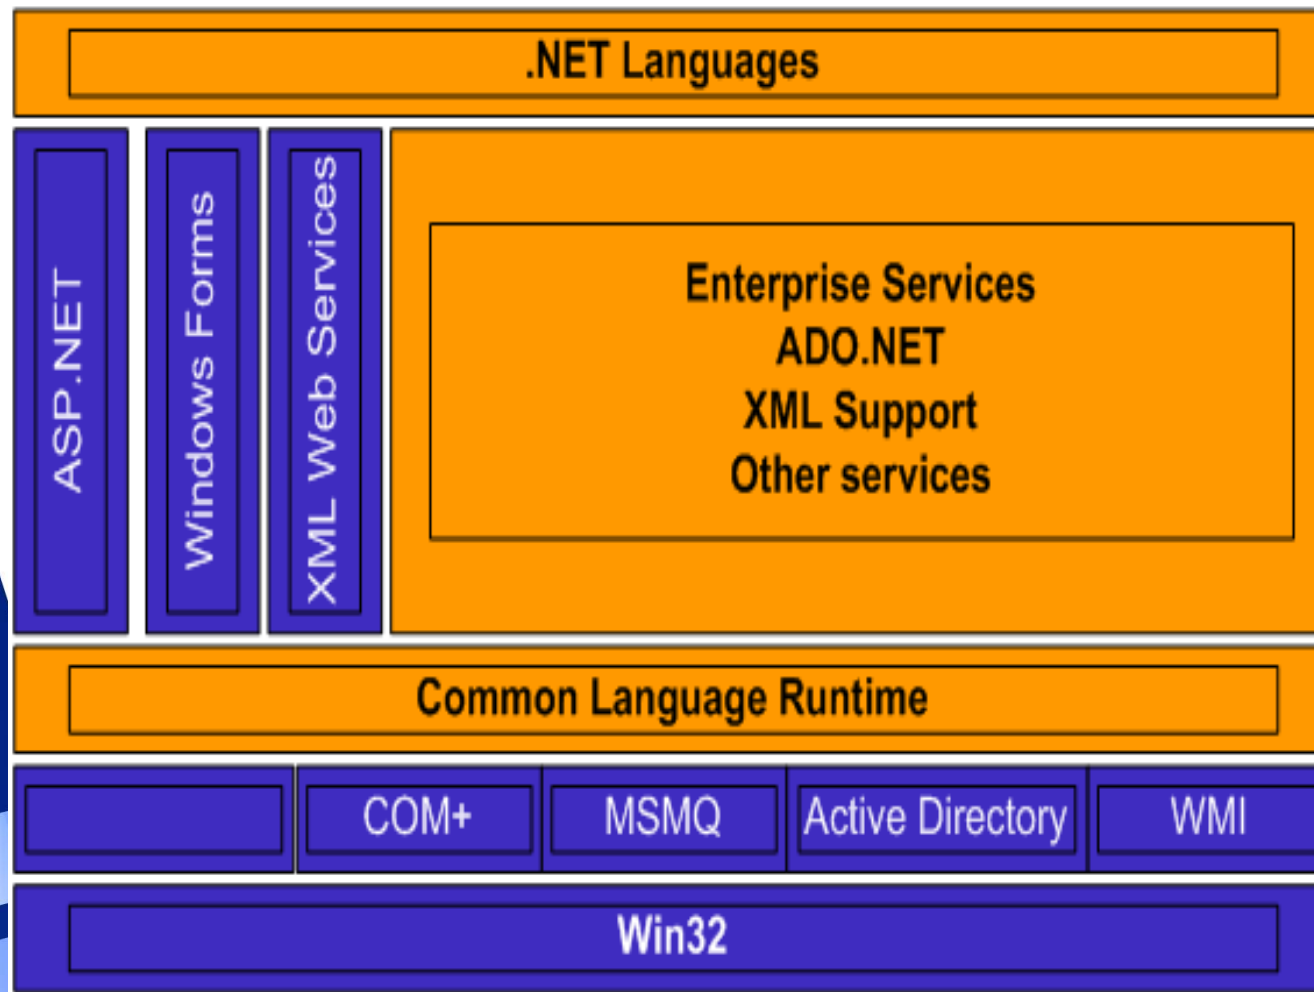 .NET Languages
ASP.NET
Windows Forms
XML Web Services
Enterprise Services
ADO.NET
XML Support
Other services
Common Language Runtime
COM+
MSMQ
Active Directory
WMI
Win32